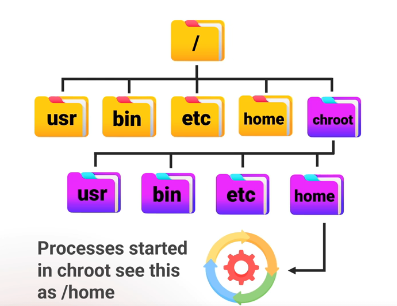 /
usr bin etc home chroot
usr bin etc home
Processes started
in chroot see this
as /home